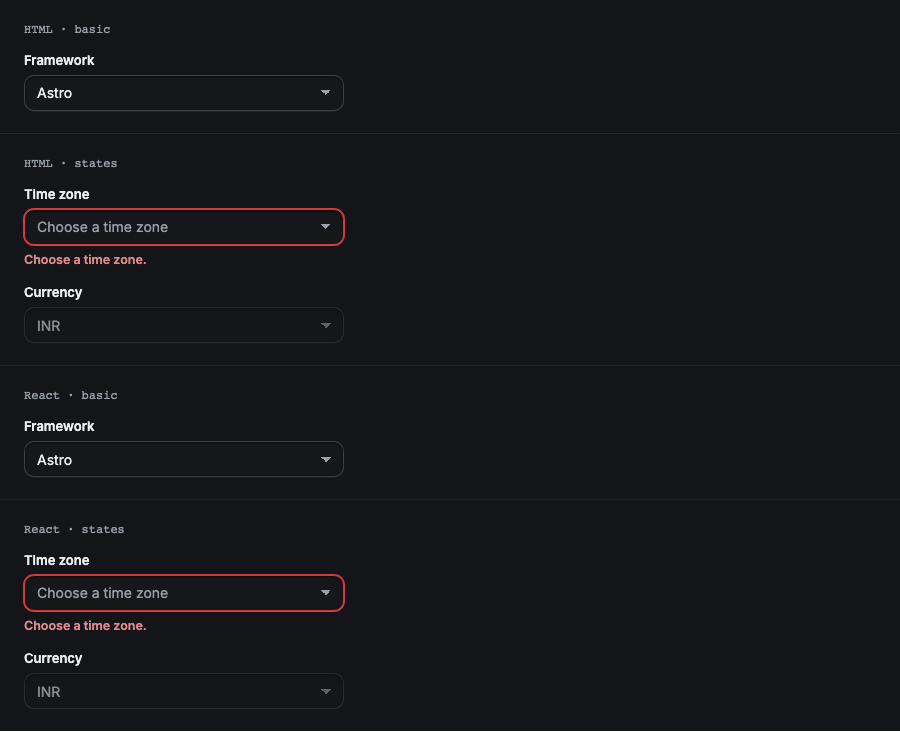 HTML · basic
Framework
Astro
HTML · states
Time zone
Choose a time zone
Choose a time zone.
Currency
INR
React · basic
Framework
Astro
React · states
Time zone
Choose a time zone
Choose a time zone.
Currency
INR